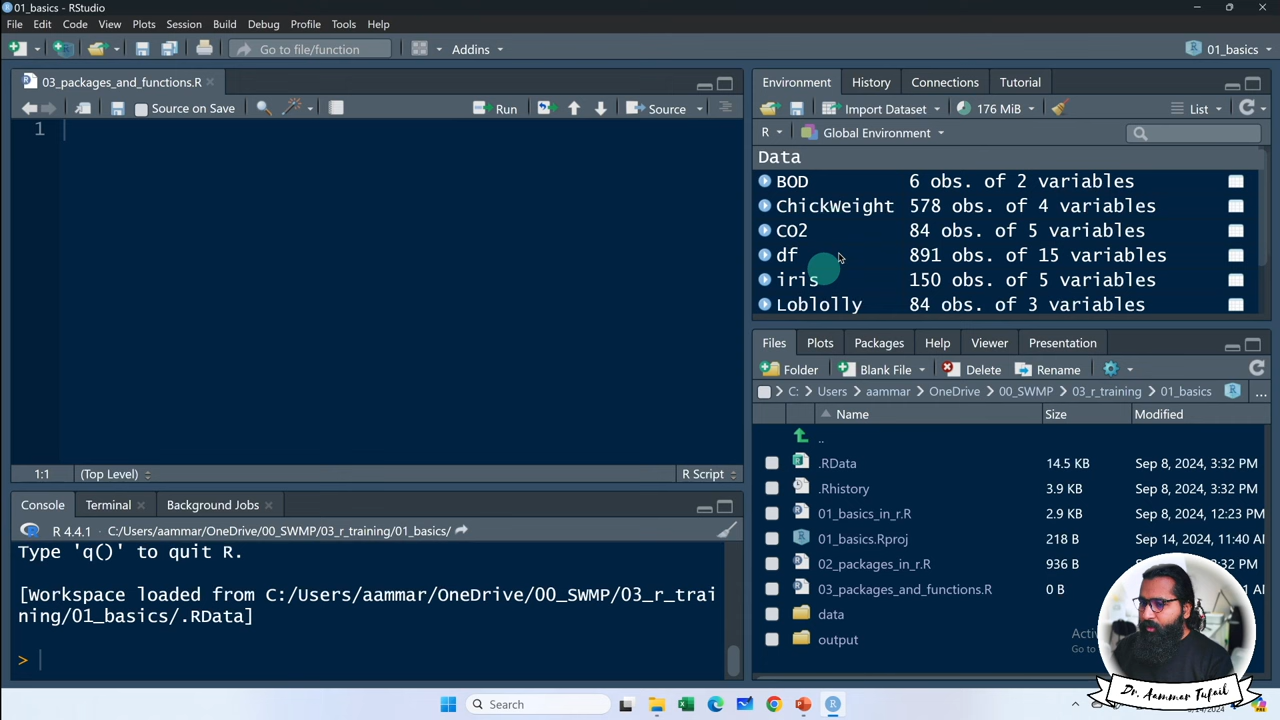 01_basics - RStudio
File Edit Code View Plots Session Build Debug Profile Tools Help
Go to file/function Addins 01_basics
03_packages_and_functions.R
Source on Save Run Source
1
1:1 (Top Level) R Script
Console Terminal Background Jobs
R 4.4.1 · C:/Users/aammar/OneDrive/00_SWMP/03_r_training/01_basics/
Type 'q()' to quit R.
[Workspace loaded from C:/Users/aammar/OneDrive/00_SWMP/03_r_trai
ning/01_basics/.RData]
>
Environment History Connections Tutorial
Import Dataset 176 MiB List
R Global Environment
Data
BOD 6 obs. of 2 variables
ChickWeight 578 obs. of 4 variables
CO2 84 obs. of 5 variables
df 891 obs. of 15 variables
iris 150 obs. of 5 variables
Loblolly 84 obs. of 3 variables
Files Plots Packages Help Viewer Presentation
Folder Blank File Delete Rename
C: Users aammar OneDrive 00_SWMP 03_r_training 01_basics ...
Name Size Modified
..
.RData 14.5 KB Sep 8, 2024, 3:32 PM
.Rhistory 3.9 KB Sep 8, 2024, 3:32 PM
01_basics_in_r.R 2.9 KB Sep 8, 2024, 12:23 PM
01_basics.Rproj 218 B Sep 14, 2024, 11:40 AM
02_packages_in_r.R 936 B
03_packages_and_functions.R 0 B
data
output
Dr. Aammar Tufail
Search